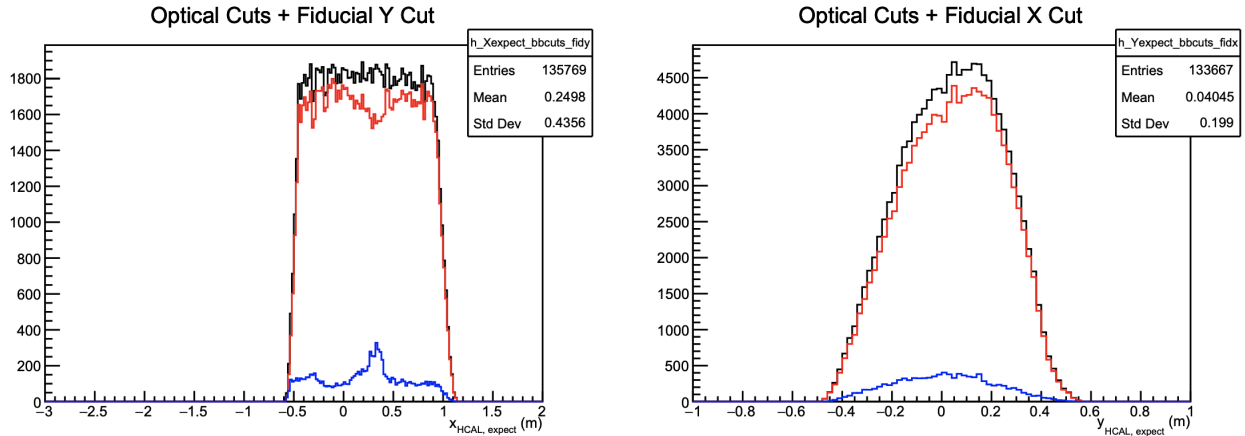 Optical Cuts + Fiducial Y Cut
h_Xexpect_bbcuts_fidy
Entries 135769
Mean 0.2498
Std Dev 0.4356
1800
1600
1400
1200
1000
800
600
400
200
0
−3 −2.5 −2 −1.5 −1 −0.5 0 0.5 1 1.5 2
xHCAL, expect (m)
Optical Cuts + Fiducial X Cut
h_Yexpect_bbcuts_fidx
Entries 133667
Mean 0.04045
Std Dev 0.199
4500
4000
3500
3000
2500
2000
1500
1000
500
0
−1 −0.8 −0.6 −0.4 −0.2 0 0.2 0.4 0.6 0.8 1
yHCAL, expect (m)